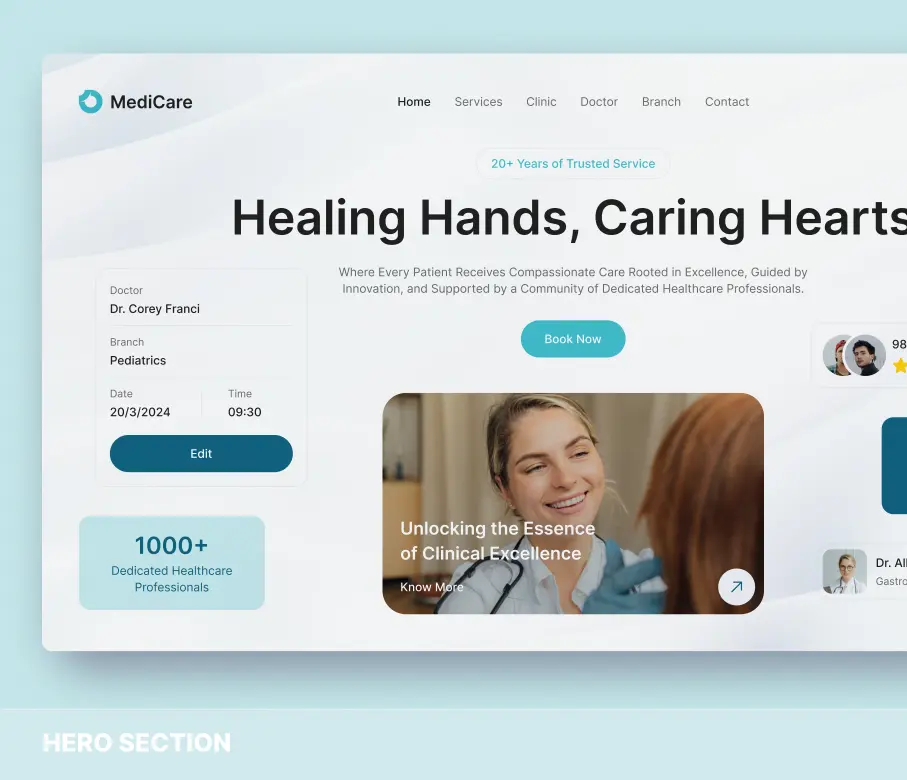 MediCare
Home Services Clinic Doctor Branch Contact
20+ Years of Trusted Service
Healing Hands, Caring Hearts
Where Every Patient Receives Compassionate Care Rooted in Excellence, Guided by
Innovation, and Supported by a Community of Dedicated Healthcare Professionals.
Book Now
Doctor
Dr. Corey Franci
Branch
Pediatrics
Date Time
20/3/2024 09:30
Edit
1000+
Dedicated Healthcare
Professionals
Unlocking the Essence
of Clinical Excellence
Know More
98
Dr.
HERO SECTION